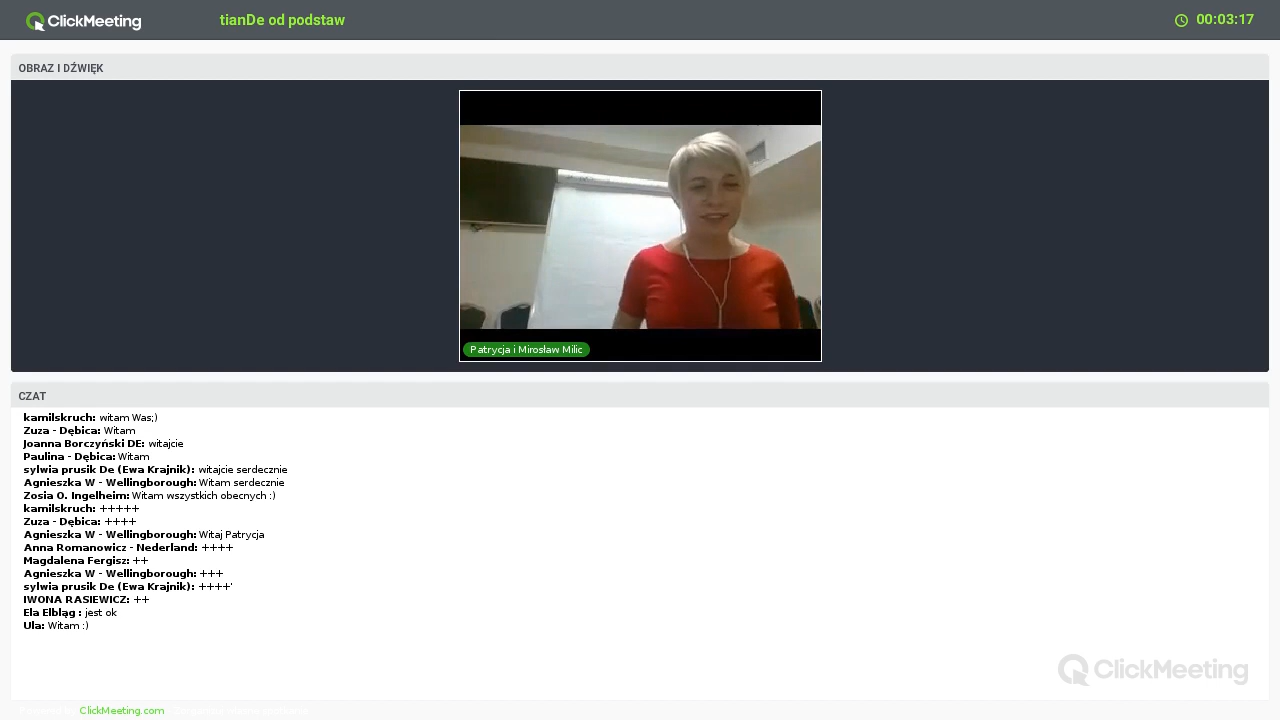 ClickMeeting
tianDe od podstaw
00:03:17
OBRAZ I DŹWIĘK
Patrycja i Mirosław Milic
CZAT
kamilskruch: witam Was;)
Zuza - Dębica: Witam
Joanna Borczyński DE: witajcie
Paulina - Dębica: Witam
sylwia prusik De (Ewa Krajnik): witajcie serdecznie
Agnieszka W - Wellingborough: Witam serdecznie
Zosia O. Ingelheim: Witam wszystkich obecnych :)
kamilskruch: +++++
Zuza - Dębica: ++++
Agnieszka W - Wellingborough: Witaj Patrycja
Anna Romanowicz - Nederland: ++++
Magdalena Fergisz: ++
Agnieszka W - Wellingborough: +++
sylwia prusik De (Ewa Krajnik): ++++'
IWONA RASIEWICZ: ++
Ela Elbląg : jest ok
Ula: Witam :)
ClickMeeting
ClickMeeting.com